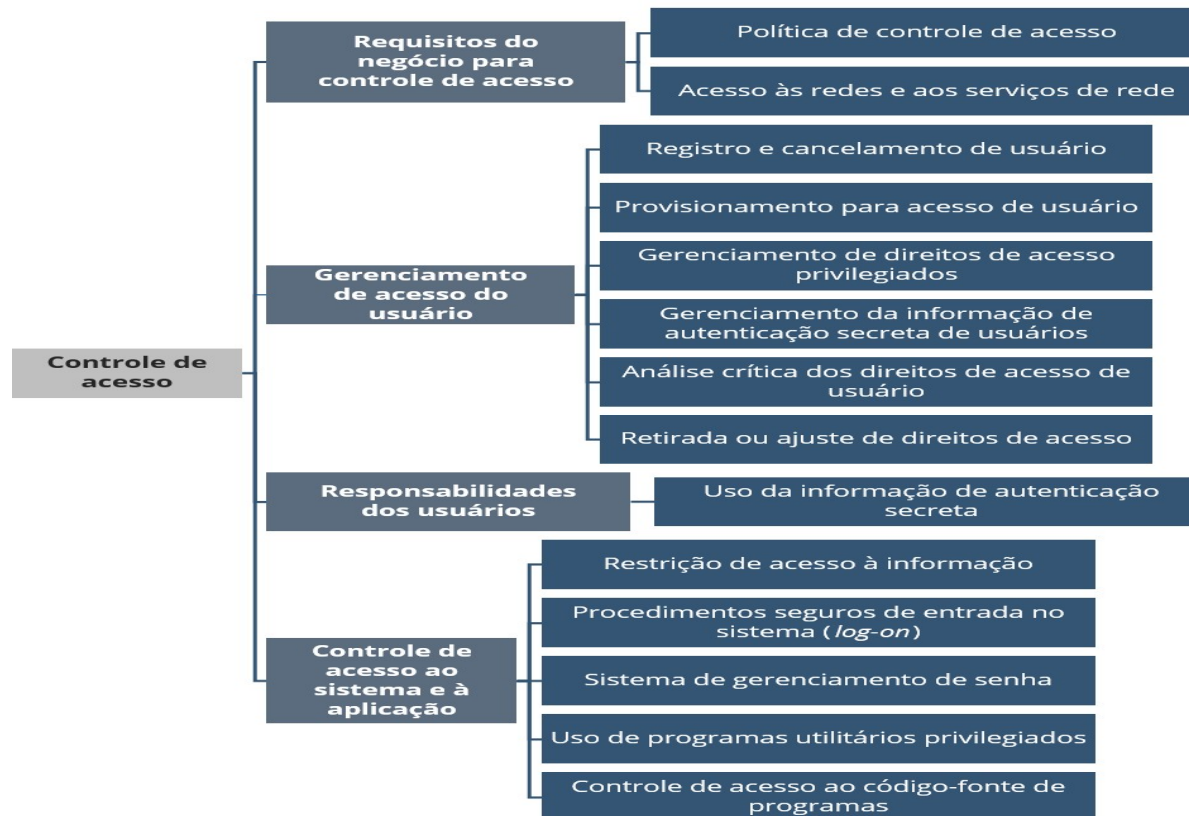 Controle de
acesso
Requisitos do
negócio para
controle de acesso
Política de controle de acesso
Acesso às redes e aos serviços de rede
Gerenciamento
de acesso do
usuário
Registro e cancelamento de usuário
Provisionamento para acesso de usuário
Gerenciamento de direitos de acesso
privilegiados
Gerenciamento da informação de
autenticação secreta de usuários
Análise crítica dos direitos de acesso de
usuário
Retirada ou ajuste de direitos de acesso
Responsabilidades
dos usuários
Uso da informação de autenticação
secreta
Controle de
acesso ao
sistema e à
aplicação
Restrição de acesso à informação
Procedimentos seguros de entrada no
sistema (log-on)
Sistema de gerenciamento de senha
Uso de programas utilitários privilegiados
Controle de acesso ao código-fonte de
programas